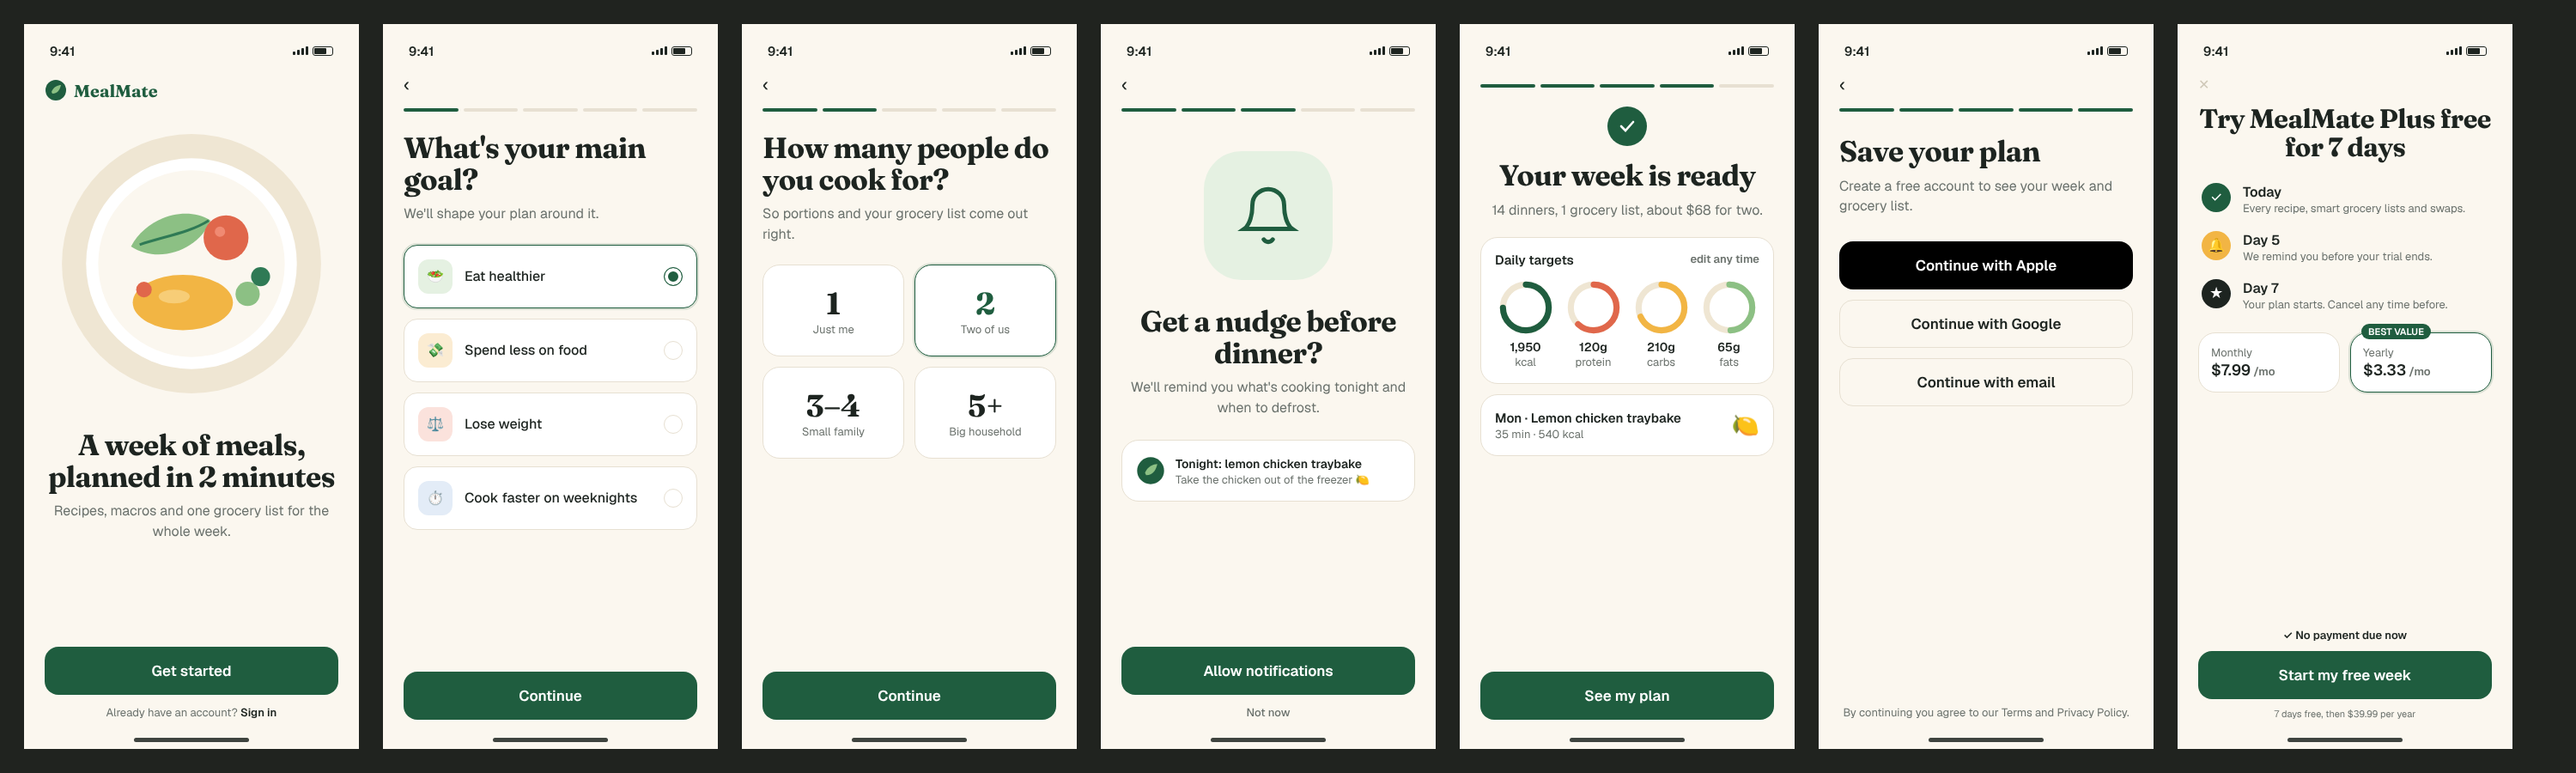 9:41
MealMate
A week of meals,
planned in 2 minutes
Recipes, macros and one grocery list for the
whole week.
Get started
Already have an account? Sign in
9:41
What's your main
goal?
We'll shape your plan around it.
Eat healthier
Spend less on food
Lose weight
Cook faster on weeknights
Continue
9:41
How many people do
you cook for?
So portions and your grocery list come out
right.
1
Just me
2
Two of us
3–4
Small family
5+
Big household
Continue
9:41
Get a nudge before
dinner?
We'll remind you what's cooking tonight and
when to defrost.
Tonight: lemon chicken traybake
Take the chicken out of the freezer 🍋
Allow notifications
Not now
9:41
Your week is ready
14 dinners, 1 grocery list, about $68 for two.
Daily targets
edit any time
1,950
kcal
120g
protein
210g
carbs
65g
fats
Mon · Lemon chicken traybake
35 min · 540 kcal
See my plan
9:41
Save your plan
Create a free account to see your week and
grocery list.
Continue with Apple
Continue with Google
Continue with email
By continuing you agree to our Terms and Privacy Policy.
9:41
Try MealMate Plus free
for 7 days
Today
Every recipe, smart grocery lists and swaps.
Day 5
We remind you before your trial ends.
Day 7
Your plan starts. Cancel any time before.
Monthly
$7.99 /mo
BEST VALUE
Yearly
$3.33 /mo
✓ No payment due now
Start my free week
7 days free, then $39.99 per year